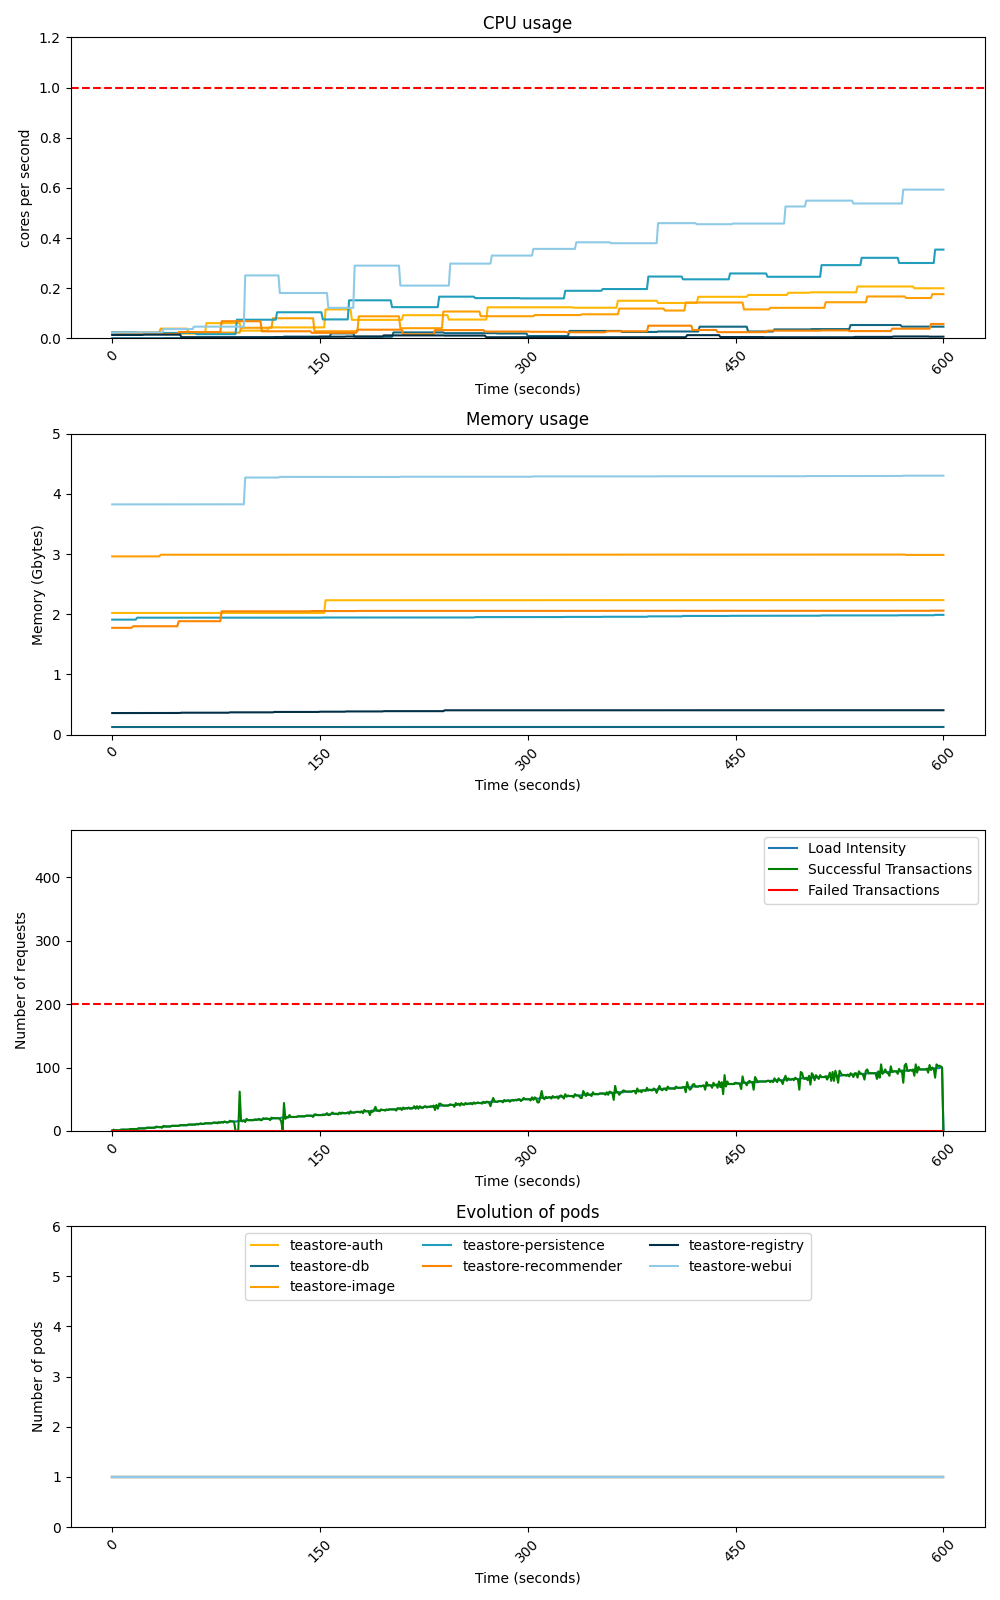 CPU usage
1.2
1.0
0.8
0.6
0.4
0.2
0.0
cores per second
0
150
300
450
600
Time (seconds)
Memory usage
5
4
3
2
1
0
Memory (Gbytes)
0
150
300
450
600
Time (seconds)
400
300
200
100
0
Number of requests
Load Intensity
Successful Transactions
Failed Transactions
0
150
300
450
600
Time (seconds)
Evolution of pods
6
5
4
3
2
1
0
Number of pods
teastore-auth
teastore-db
teastore-image
teastore-persistence
teastore-recommender
teastore-registry
teastore-webui
0
150
300
450
600
Time (seconds)